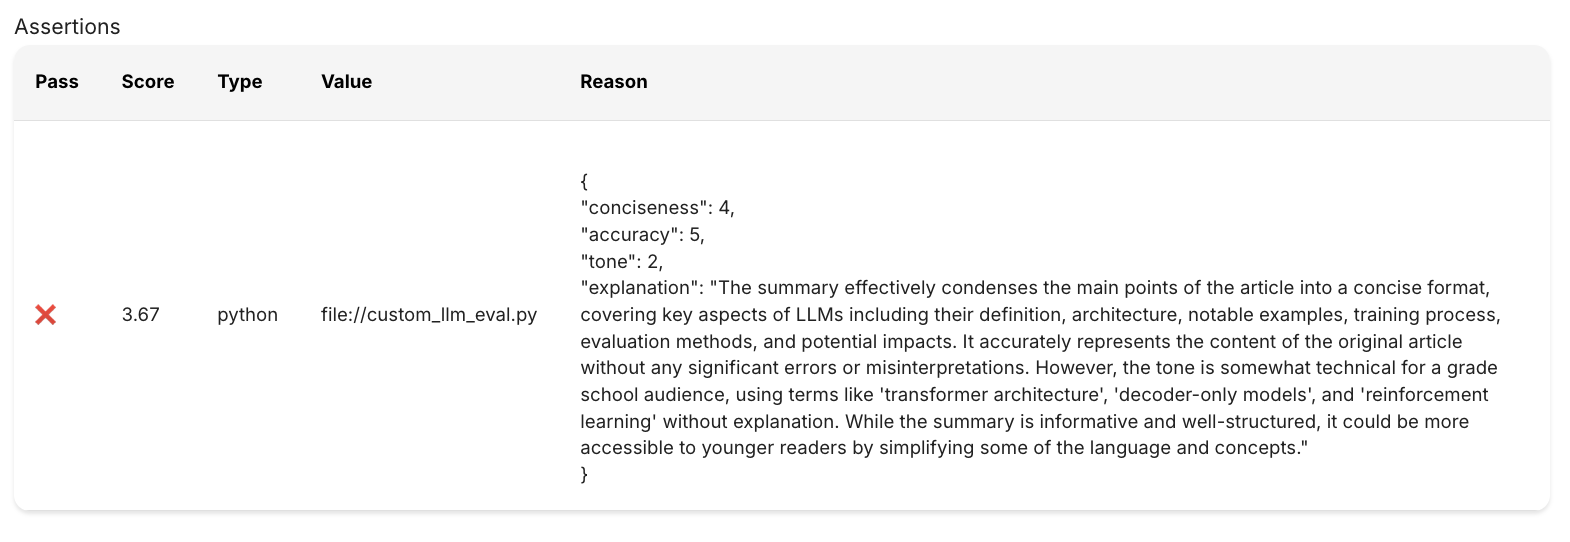 Assertions
Pass Score Type Value Reason
3.67 python file://custom_llm_eval.py
{
"conciseness": 4,
"accuracy": 5,
"tone": 2,
"explanation": "The summary effectively condenses the main points of the article into a concise format,
covering key aspects of LLMs including their definition, architecture, notable examples, training process,
evaluation methods, and potential impacts. It accurately represents the content of the original article
without any significant errors or misinterpretations. However, the tone is somewhat technical for a grade
school audience, using terms like 'transformer architecture', 'decoder-only models', and 'reinforcement
learning' without explanation. While the summary is informative and well-structured, it could be more
accessible to younger readers by simplifying some of the language and concepts."
}